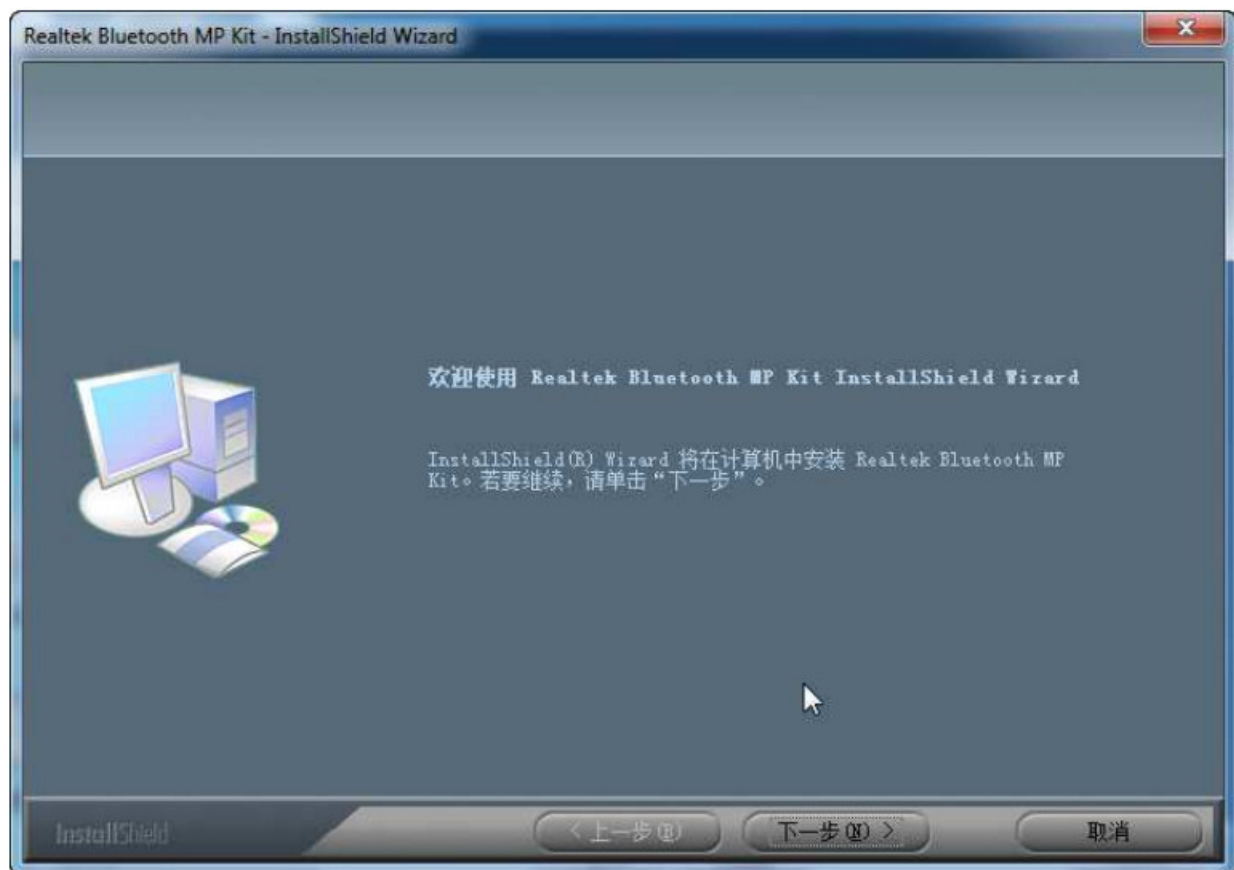 Realtek Bluetooth MP Kit - InstallShield Wizard
欢迎使用 Realtek Bluetooth MP Kit InstallShield Wizard
InstallShield(R) Wizard 将在计算机中安装 Realtek Bluetooth MP
Kit。若要继续，请单击“下一步”。
InstallShield
< 上一步(B)
下一步(N) >
取消